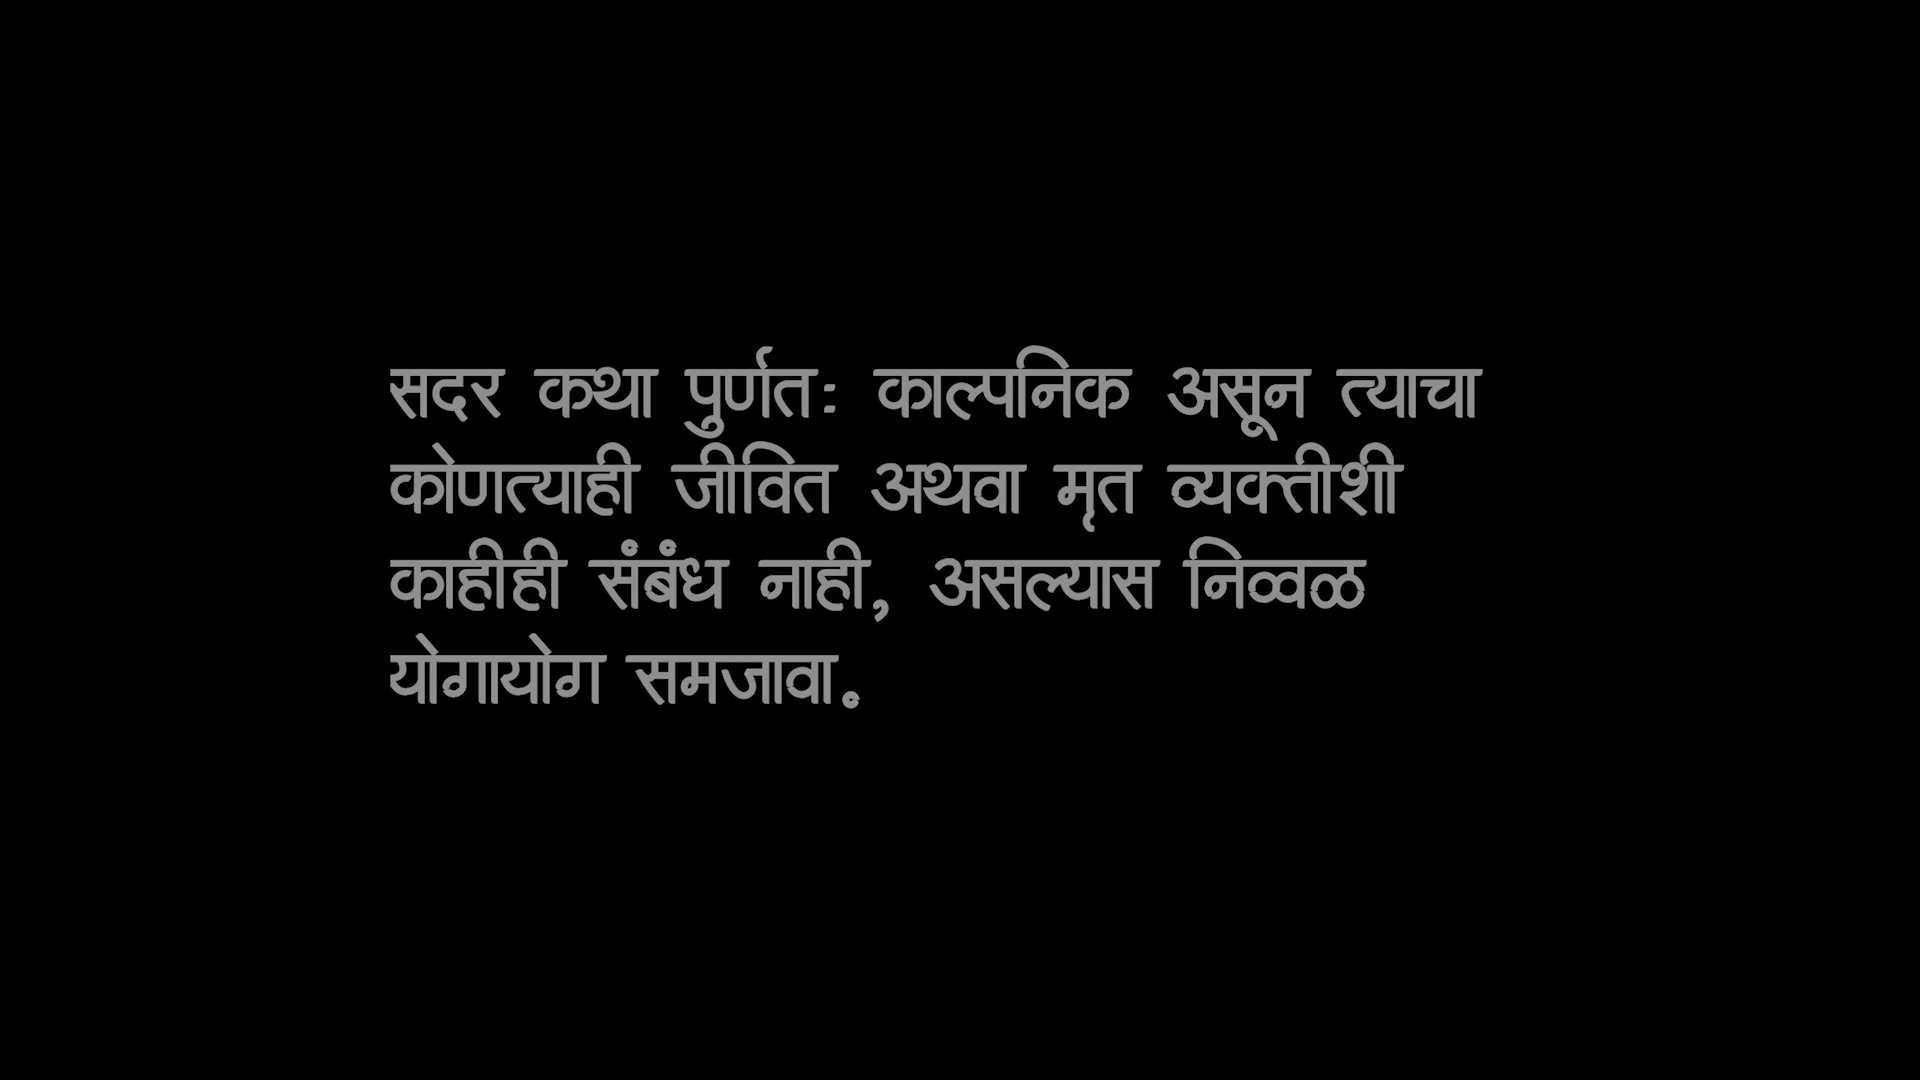 सदर कथा पुर्णतः काल्पनिक असून त्याचा
कोणत्याही जीवित अथवा मृत व्यक्तीशी
काहीही संबंध नाही, असल्यास निव्वळ
योगायोग समजावा.